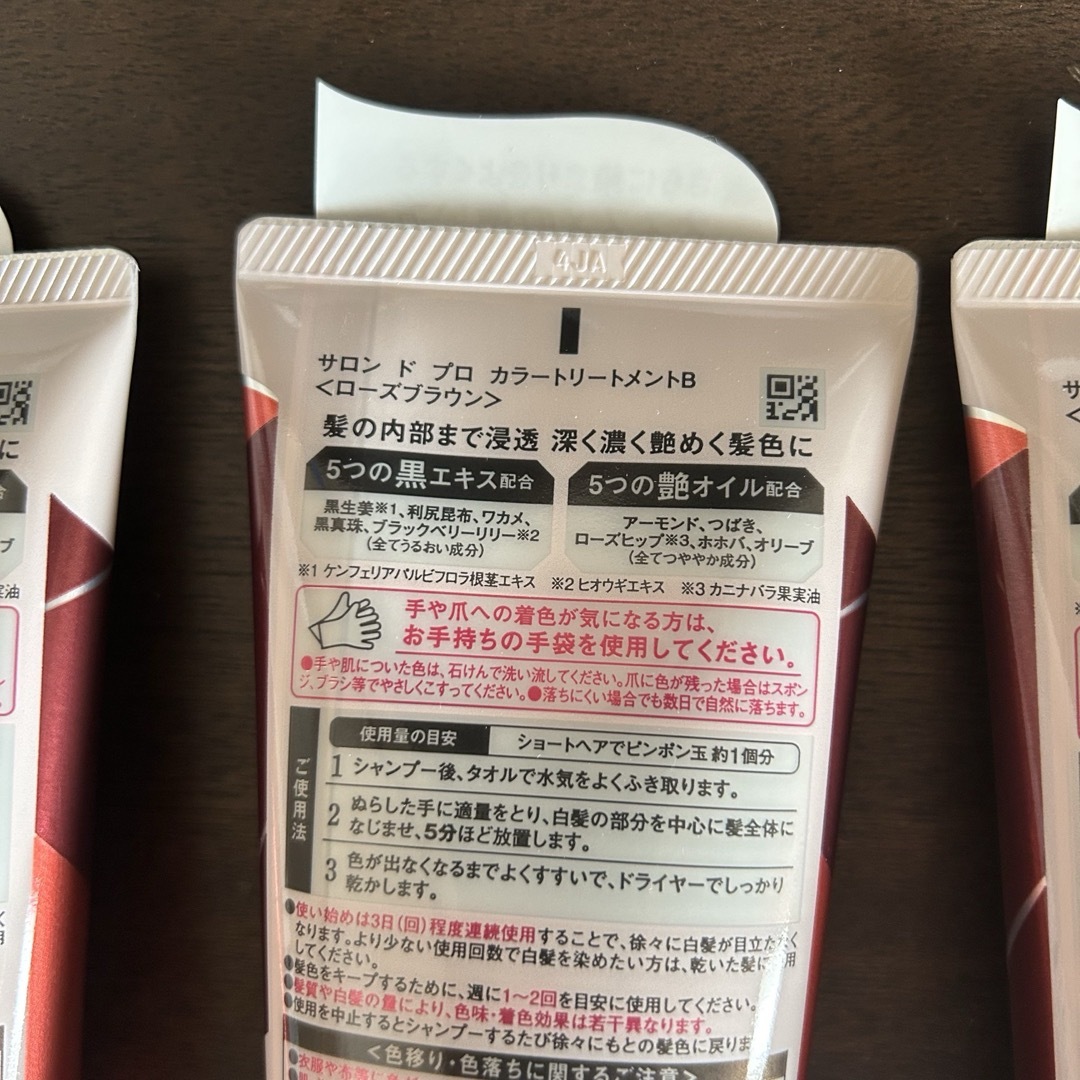 4JA
サロン ド プロ カラートリートメントB
<ローズブラウン>
髪の内部まで浸透 深く濃く艶めく髪色に
5つの黒エキス配合
黒生姜※1、利尻昆布、ワカメ、
黒真珠、ブラックベリーリリー※2
(全てうるおい成分)
5つの艶オイル配合
アーモンド、つばき、
ローズヒップ※3、ホホバ、オリーブ
(全てつややか成分)
※1 ケンフェリアパルビフロラ根茎エキス ※2 ヒオウギエキス ※3 カニナバラ果実油
手や爪への着色が気になる方は、
お手持ちの手袋を使用してください。
●手や肌についた色は、石けんで洗い流してください。爪に色が残った場合はスポン
ジ、ブラシ等でやさしくこすってください。●落ちにくい場合でも数日で自然に落ちます。
ご使用法
使用量の目安 ショートヘアでピンポン玉 約1個分
1 シャンプー後、タオルで水気をよくふき取ります。
2 ぬらした手に適量をとり、白髪の部分を中心に髪全体に
なじませ、5分ほど放置します。
3 色が出なくなるまでよくすすいで、ドライヤーでしっかり
乾かします。
●使い始めは3日(回)程度連続使用することで、徐々に白髪が目立たなく
なります。より少ない使用回数で白髪を染めたい方は、乾いた髪に使用
してください。
●髪色をキープするために、週に1〜2回を目安に使用してください。
●髪質や白髪の量により、色味・着色効果は若干異なります。
●使用を中止するとシャンプーするたび徐々にもとの髪色に戻りま
<色移り・色落ちに関するご注意>
●衣服や布等に色が